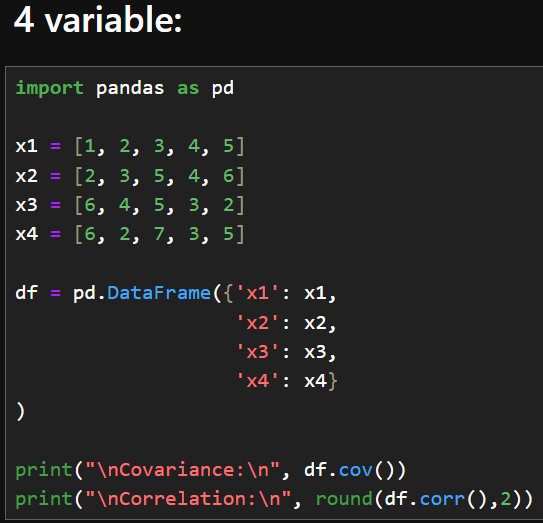 4 variable:
import pandas as pd
x1 = [1, 2, 3, 4, 5]
x2 = [2, 3, 5, 4, 6]
x3 = [6, 4, 5, 3, 2]
x4 = [6, 2, 7, 3, 5]
df = pd.DataFrame({'x1': x1,
                   'x2': x2,
                   'x3': x3,
                   'x4': x4}
)
print("\nCovariance:\n", df.cov())
print("\nCorrelation:\n", round(df.corr(),2))